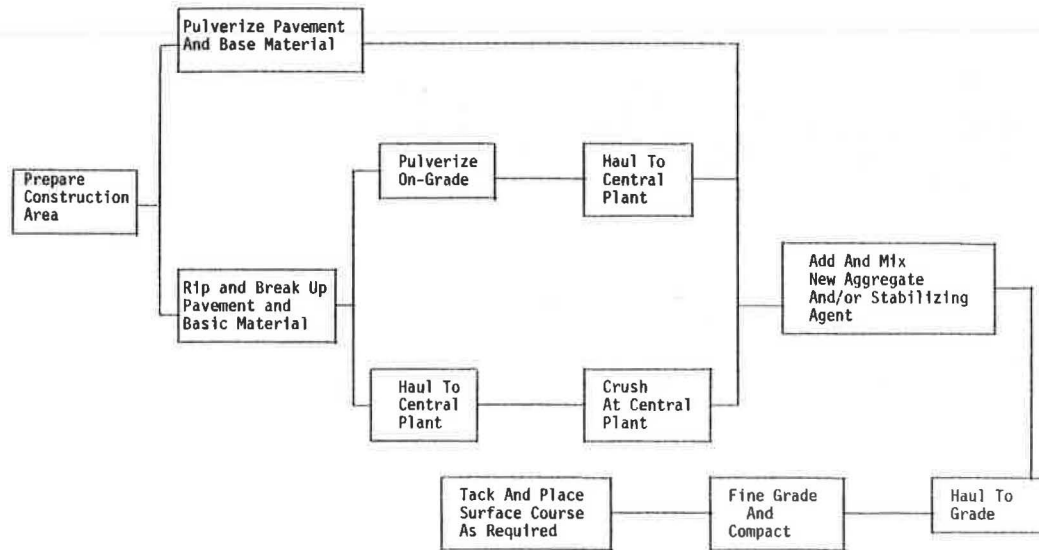 Pulverize Pavement
And Base Material
Prepare
Construction
Area
Pulverize
On-Grade
Haul To
Central
Plant
Rip and Break Up
Pavement and
Basic Material
Add And Mix
New Aggregate
And/or Stabilizing
Agent
Haul To
Central
Plant
Crush
At Central
Plant
Tack And Place
Surface Course
As Required
Fine Grade
And
Compact
Haul To
Grade